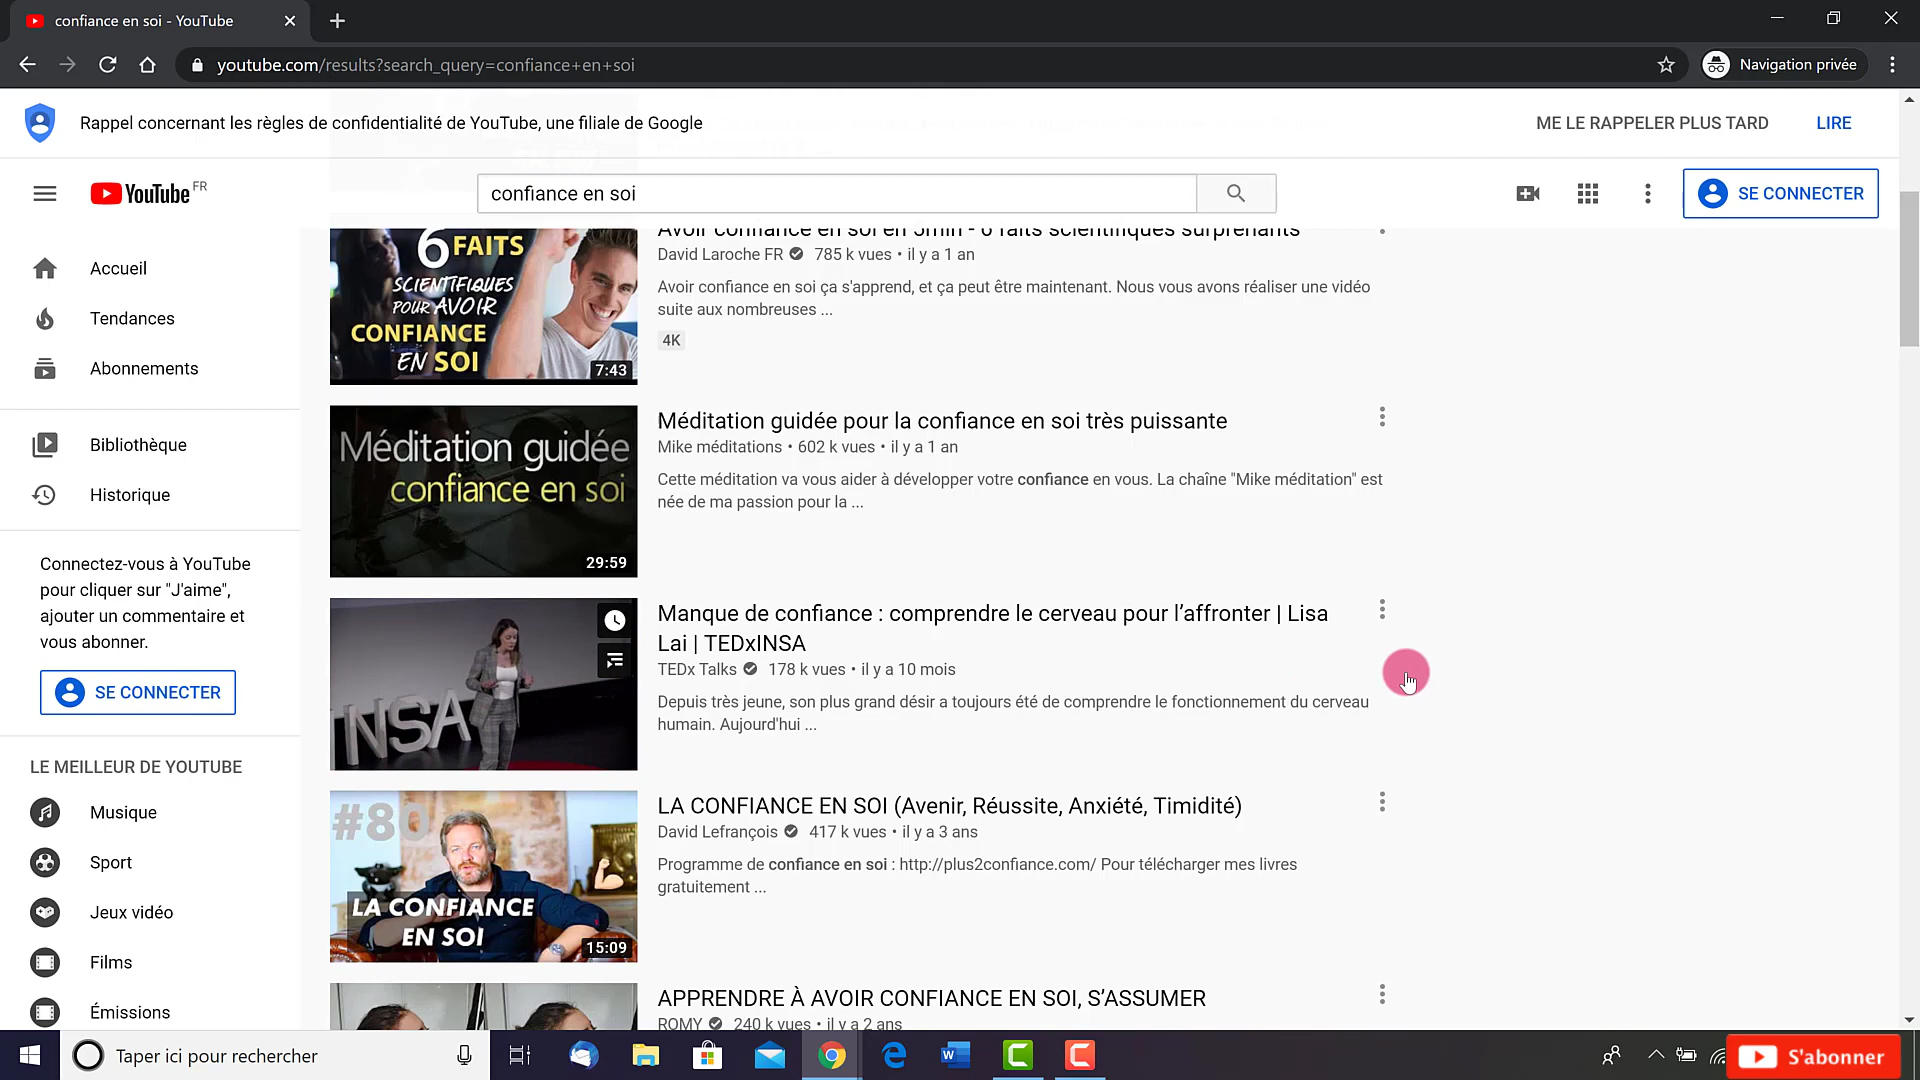 confiance en soi - YouTube
youtube.com/results?search_query=confiance+en+soi
Navigation privée
Rappel concernant les règles de confidentialité de YouTube, une filiale de Google
ME LE RAPPELER PLUS TARD
LIRE
YouTube FR
confiance en soi
SE CONNECTER
Accueil
Tendances
Abonnements
Bibliothèque
Historique
Connectez-vous à YouTube
pour cliquer sur "J'aime",
ajouter un commentaire et
vous abonner.
SE CONNECTER
LE MEILLEUR DE YOUTUBE
Musique
Sport
Jeux vidéo
Films
Émissions
6 FAITS
SCIENTIFIQUES
POUR AVOIR
CONFIANCE
EN SOI
7:43
Avoir confiance en soi en 5min - 6 faits scientifiques surprenants
David Laroche FR 785 k vues • il y a 1 an
Avoir confiance en soi ça s'apprend, et ça peut être maintenant. Nous vous avons réaliser une vidéo
suite aux nombreuses ...
4K
Méditation guidée
confiance en soi
29:59
Méditation guidée pour la confiance en soi très puissante
Mike méditations • 602 k vues • il y a 1 an
Cette méditation va vous aider à développer votre confiance en vous. La chaîne "Mike méditation" est
née de ma passion pour la ...
INSA
Manque de confiance : comprendre le cerveau pour l’affronter | Lisa
Lai | TEDxINSA
TEDx Talks 178 k vues • il y a 10 mois
Depuis très jeune, son plus grand désir a toujours été de comprendre le fonctionnement du cerveau
humain. Aujourd'hui ...
#80
LA CONFIANCE
EN SOI
15:09
LA CONFIANCE EN SOI (Avenir, Réussite, Anxiété, Timidité)
David Lefrançois 417 k vues • il y a 3 ans
Programme de confiance en soi : http://plus2confiance.com/ Pour télécharger mes livres
gratuitement ...
APPRENDRE À AVOIR CONFIANCE EN SOI, S’ASSUMER
ROMY 240 k vues • il y a 2 ans
Taper ici pour rechercher
S'abonner